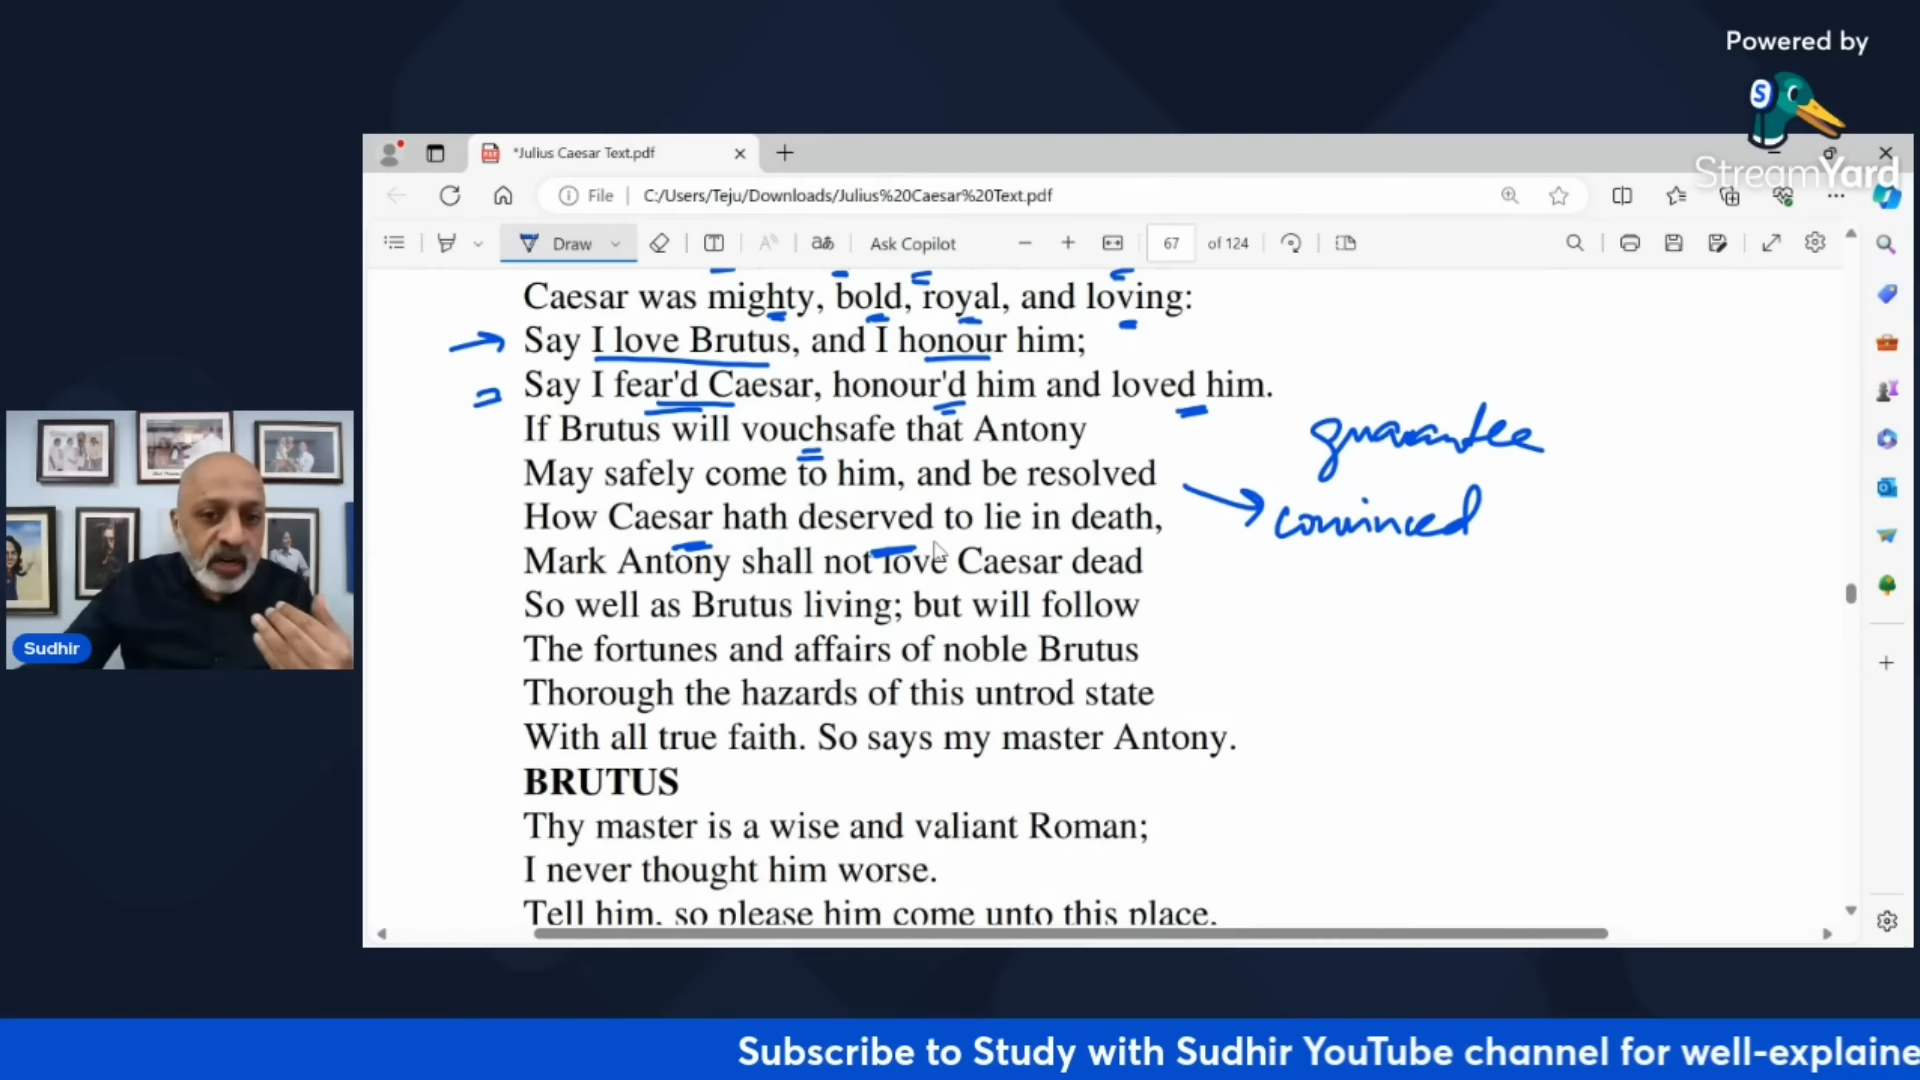 Powered by
StreamYard
*Julius Caesar Text.pdf
File
C:/Users/Teju/Downloads/Julius%20Caesar%20Text.pdf
Draw
Ask Copilot
67
of 124
Caesar was mighty, bold, royal, and loving:
Say I love Brutus, and I honour him;
Say I fear'd Caesar, honour'd him and loved him.
If Brutus will vouchsafe that Antony
guarantee
May safely come to him, and be resolved
How Caesar hath deserved to lie in death,
convinced
Mark Antony shall not love Caesar dead
So well as Brutus living; but will follow
The fortunes and affairs of noble Brutus
Thorough the hazards of this untrod state
With all true faith. So says my master Antony.
BRUTUS
Thy master is a wise and valiant Roman;
I never thought him worse.
Tell him, so please him come unto this place,
Sudhir
Subscribe to Study with Sudhir YouTube channel for well-explaine